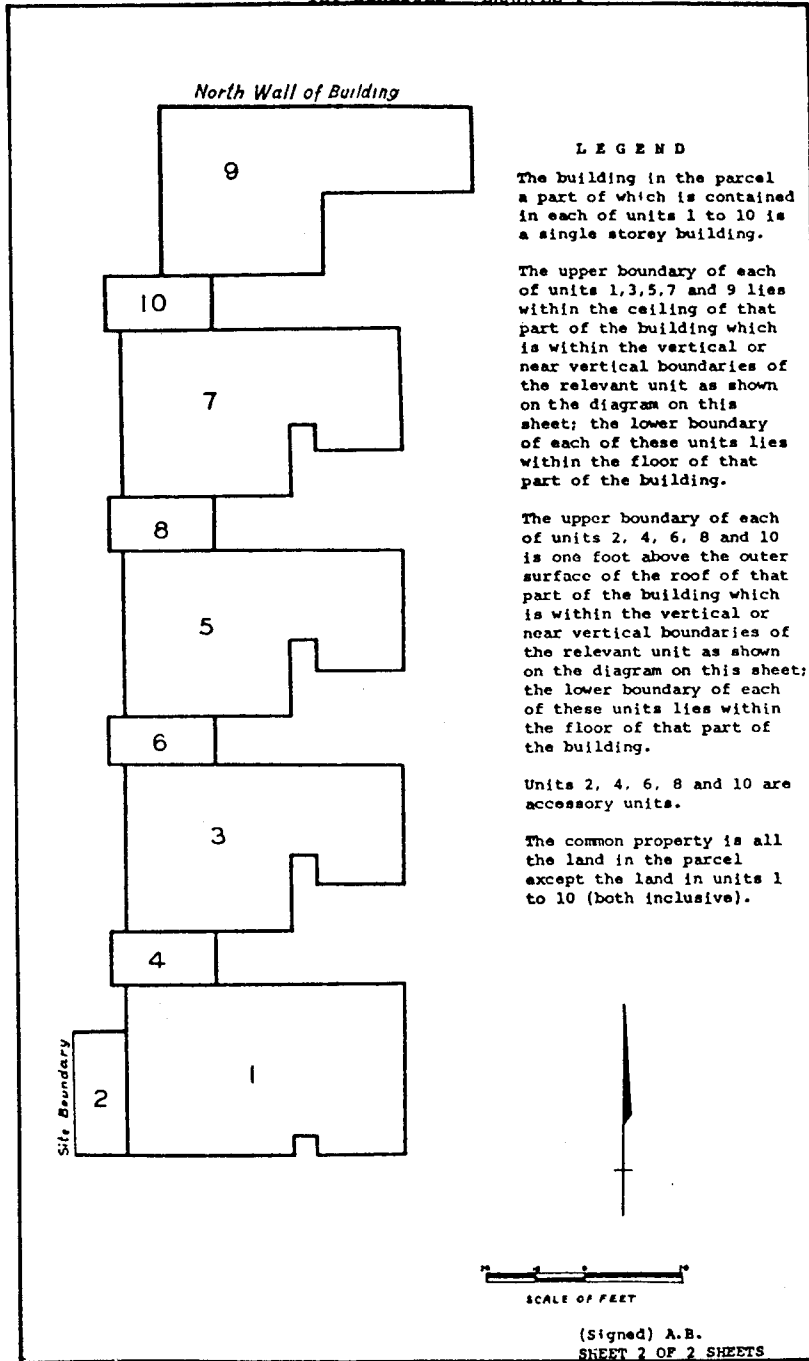 North Wall of Building
9
10
7
8
5
6
3
4
1
2
Site Boundary
LEGEND
The building in the parcel
a part of which is contained
in each of units 1 to 10 is
a single storey building.
The upper boundary of each
of units 1,3,5,7 and 9 lies
within the ceiling of that
part of the building which
is within the vertical or
near vertical boundaries of
the relevant unit as shown
on the diagram on this
sheet; the lower boundary
of each of these units lies
within the floor of that
part of the building.
The upper boundary of each
of units 2, 4, 6, 8 and 10
is one foot above the outer
surface of the roof of that
part of the building which
is within the vertical or
near vertical boundaries of
the relevant unit as shown
on the diagram on this sheet;
the lower boundary of each
of these units lies within
the floor of that part of
the building.
Units 2, 4, 6, 8 and 10 are
accessory units.
The common property is all
the land in the parcel
except the land in units 1
to 10 (both inclusive).
SCALE OF FEET
(Signed) A.B.
SHEET 2 OF 2 SHEETS